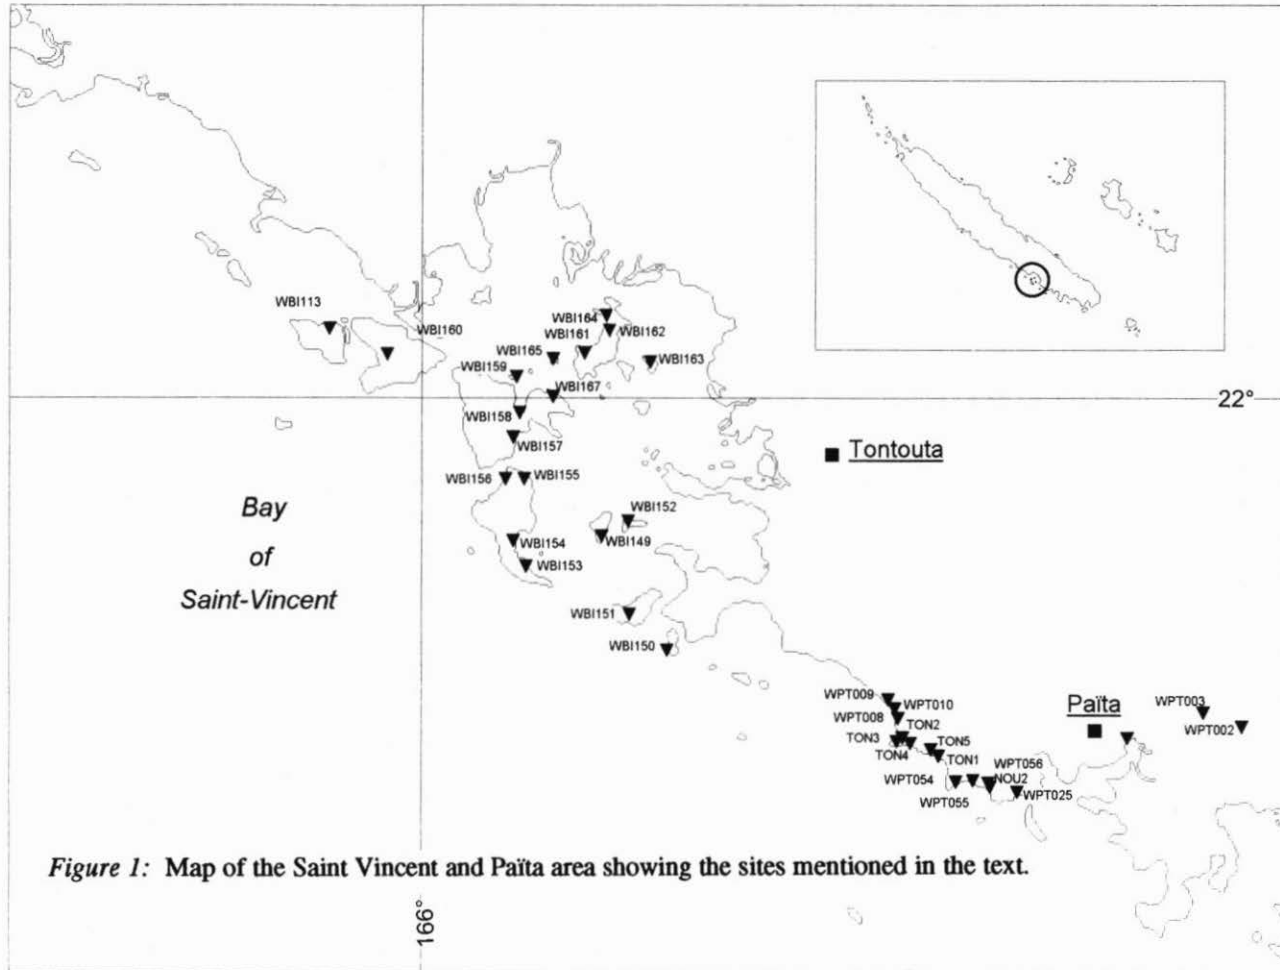 WBI113
WBI160
WBI164
WBI162
WBI161
WBI165
WBI163
WBI159
WBI167
22°
WBI158
WBI157
Tontouta
WBI156
WBI155
Bay
of
Saint-Vincent
WBI152
WBI149
WBI154
WBI153
WBI151
WBI150
WPT009
WPT010
WPT008
TON2
TON3
TON4
TON5
TON1
Païta
WPT003
WPT002
WPT054
WPT056
NOU2
WPT055
WPT025
Figure 1: Map of the Saint Vincent and Païta area showing the sites mentioned in the text.
166°